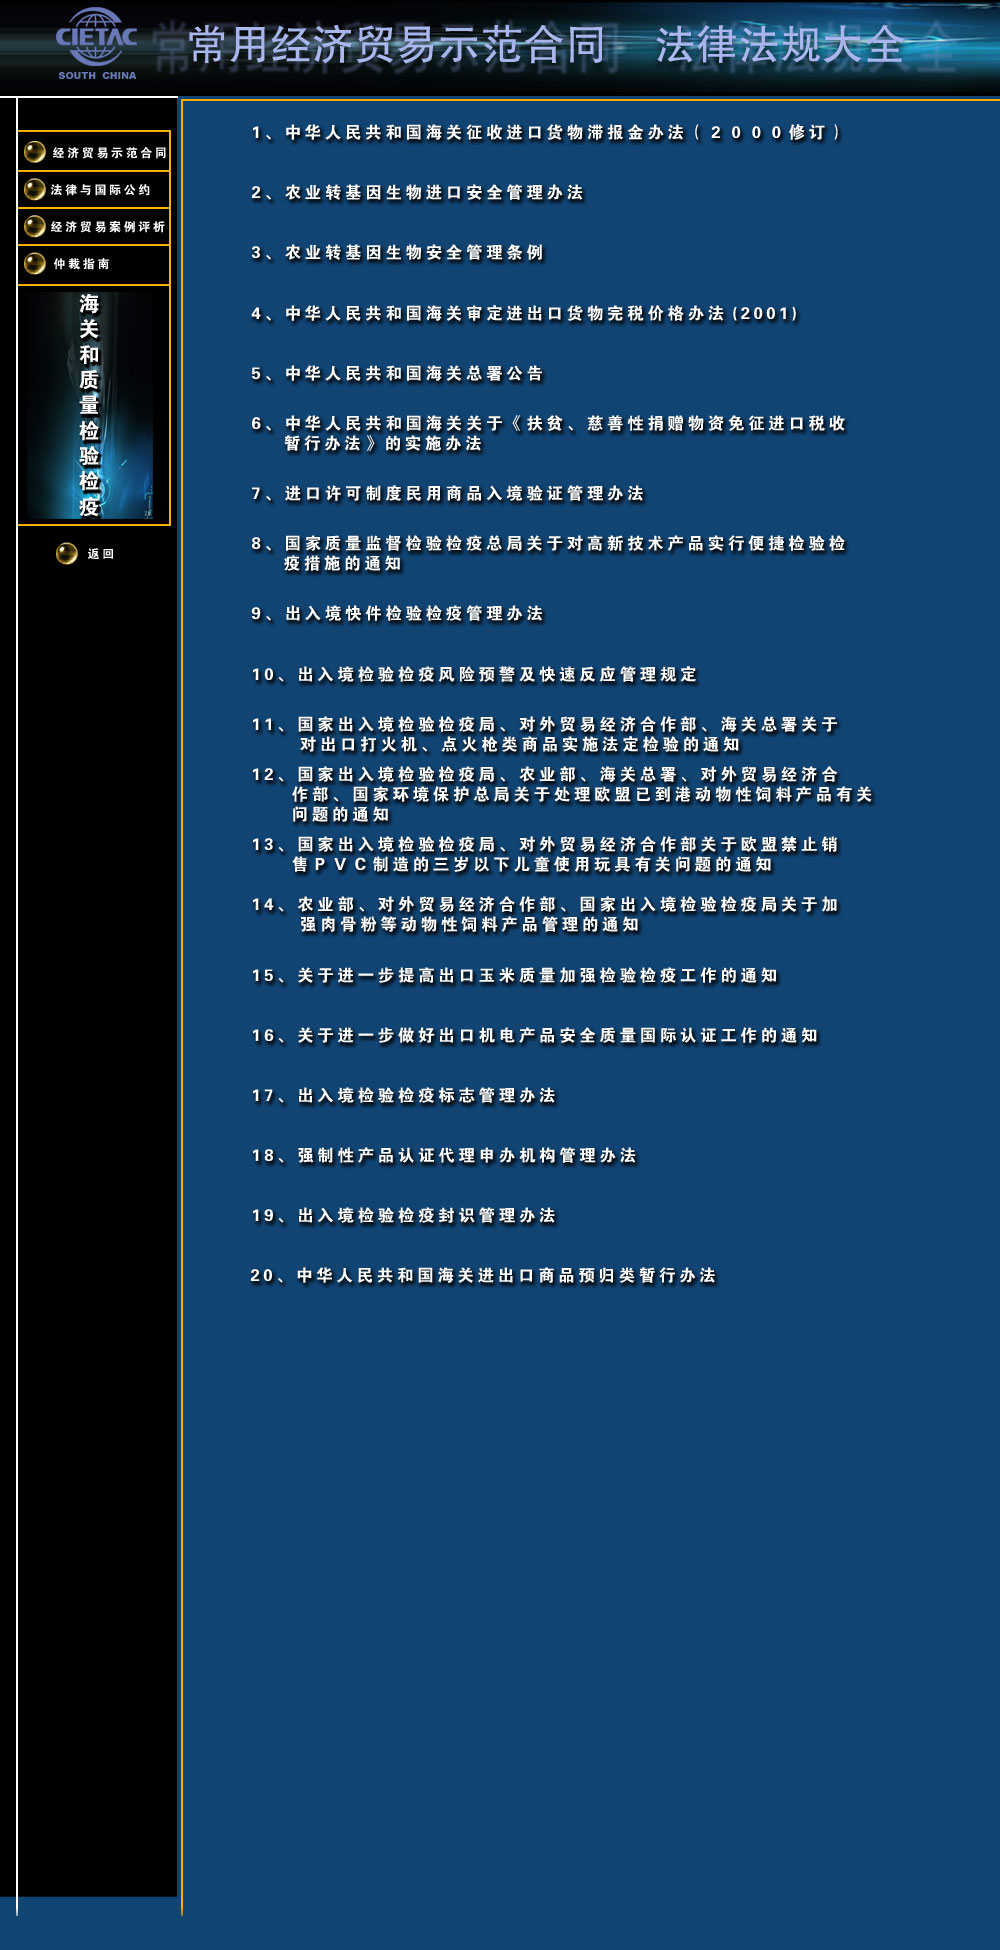 CIETAC
SOUTH CHINA
常用经济贸易示范合同 法律法规大全
经济贸易示范合同
法律与国际公约
经济贸易案例评析
仲裁指南
海关和质量检验检疫
返回
1、中华人民共和国海关征收进口货物滞报金办法（２０００修订）
2、农业转基因生物进口安全管理办法
3、农业转基因生物安全管理条例
4、中华人民共和国海关审定进出口货物完税价格办法(2001)
5、中华人民共和国海关总署公告
6、中华人民共和国海关关于《扶贫、慈善性捐赠物资免征进口税收
暂行办法》的实施办法
7、进口许可制度民用商品入境验证管理办法
8、国家质量监督检验检疫总局关于对高新技术产品实行便捷检验检
疫措施的通知
9、出入境快件检验检疫管理办法
10、出入境检验检疫风险预警及快速反应管理规定
11、国家出入境检验检疫局、对外贸易经济合作部、海关总署关于
对出口打火机、点火枪类商品实施法定检验的通知
12、国家出入境检验检疫局、农业部、海关总署、对外贸易经济合
作部、国家环境保护总局关于处理欧盟已到港动物性饲料产品有关
问题的通知
13、国家出入境检验检疫局、对外贸易经济合作部关于欧盟禁止销
售ＰＶＣ制造的三岁以下儿童使用玩具有关问题的通知
14、农业部、对外贸易经济合作部、国家出入境检验检疫局关于加
强肉骨粉等动物性饲料产品管理的通知
15、关于进一步提高出口玉米质量加强检验检疫工作的通知
16、关于进一步做好出口机电产品安全质量国际认证工作的通知
17、出入境检验检疫标志管理办法
18、强制性产品认证代理申办机构管理办法
19、出入境检验检疫封识管理办法
20、中华人民共和国海关进出口商品预归类暂行办法